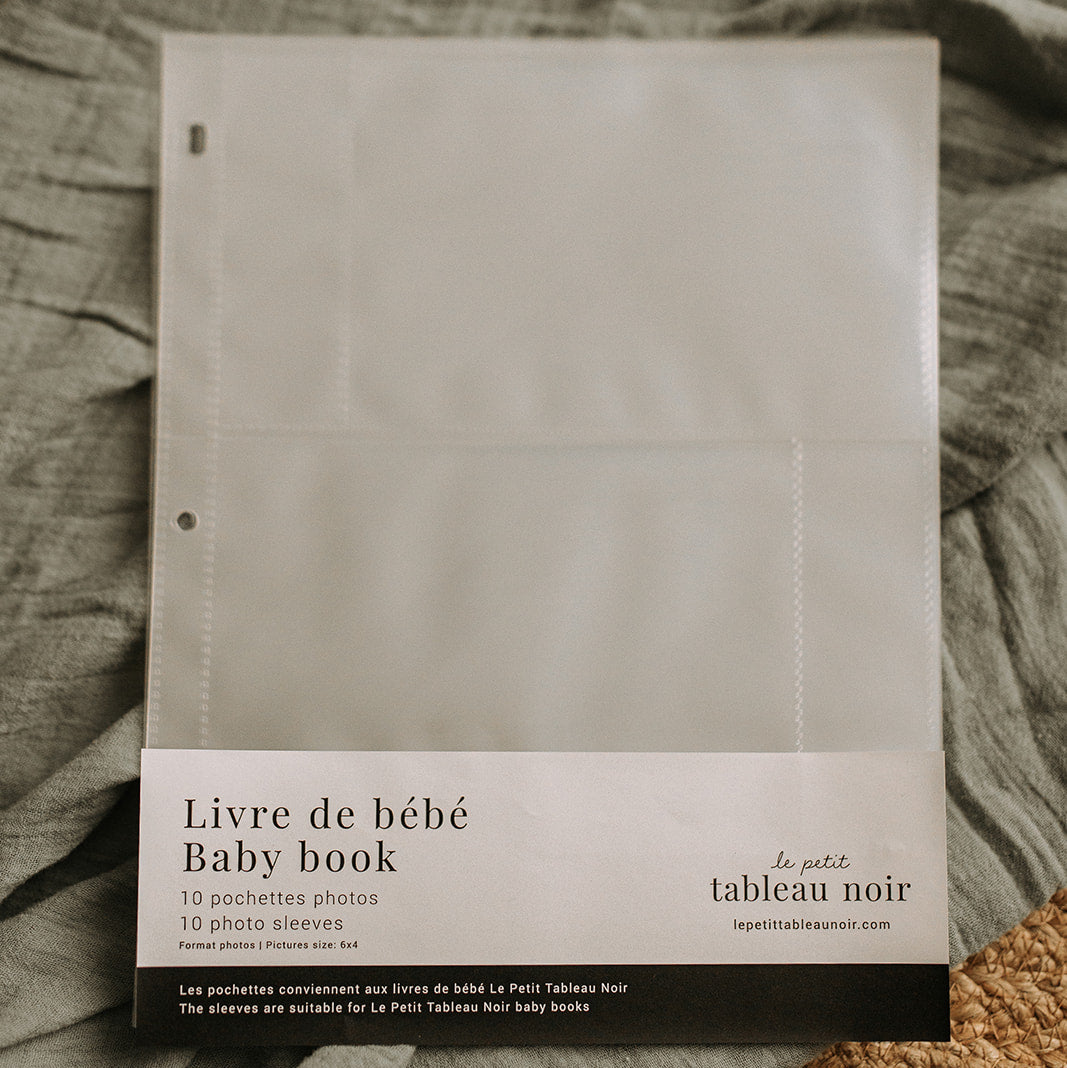 Livre de bébé
Baby book
10 pochettes photos
10 photo sleeves
Format photos | Pictures size: 6x4
le petit
tableau noir
lepetittableaunoir.com
Les pochettes conviennent aux livres de bébé Le Petit Tableau Noir
The sleeves are suitable for Le Petit Tableau Noir baby books